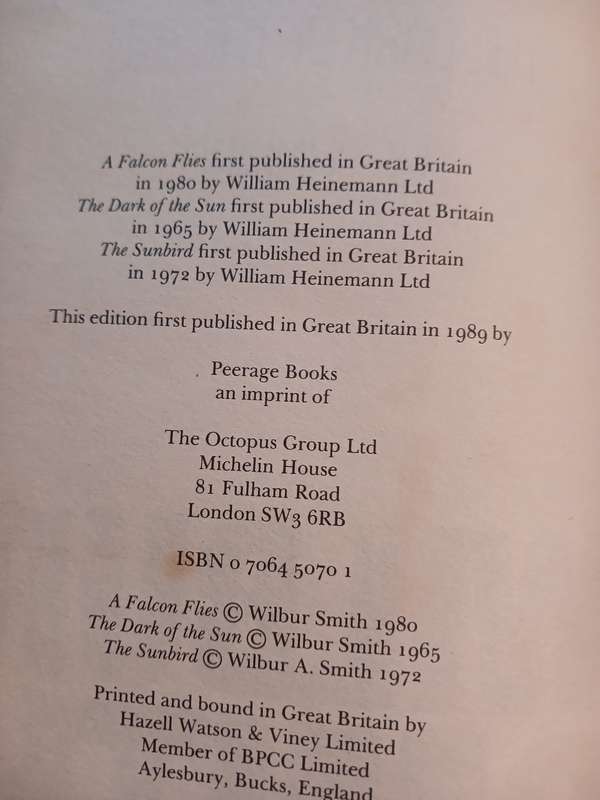 A Falcon Flies first published in Great Britain
in 1980 by William Heinemann Ltd
The Dark of the Sun first published in Great Britain
in 1965 by William Heinemann Ltd
The Sunbird first published in Great Britain
in 1972 by William Heinemann Ltd
This edition first published in Great Britain in 1989 by
Peerage Books
an imprint of
The Octopus Group Ltd
Michelin House
81 Fulham Road
London SW3 6RB
ISBN 0 7064 5070 1
A Falcon Flies © Wilbur Smith 1980
The Dark of the Sun © Wilbur Smith 1965
The Sunbird © Wilbur A. Smith 1972
Printed and bound in Great Britain by
Hazell Watson & Viney Limited
Member of BPCC Limited
Aylesbury, Bucks, England